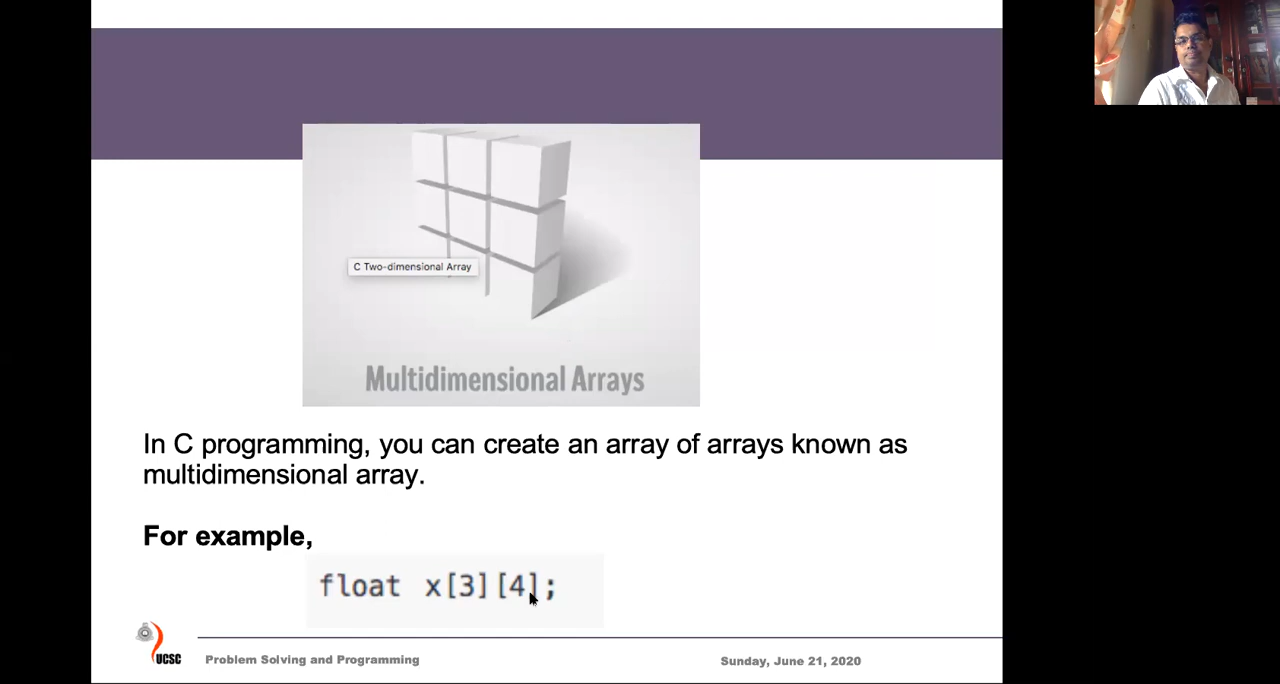 C Two-dimensional Array
Multidimensional Arrays
In C programming, you can create an array of arrays known as
multidimensional array.
For example,
float x[3][4];
UCSC
Problem Solving and Programming
Sunday, June 21, 2020